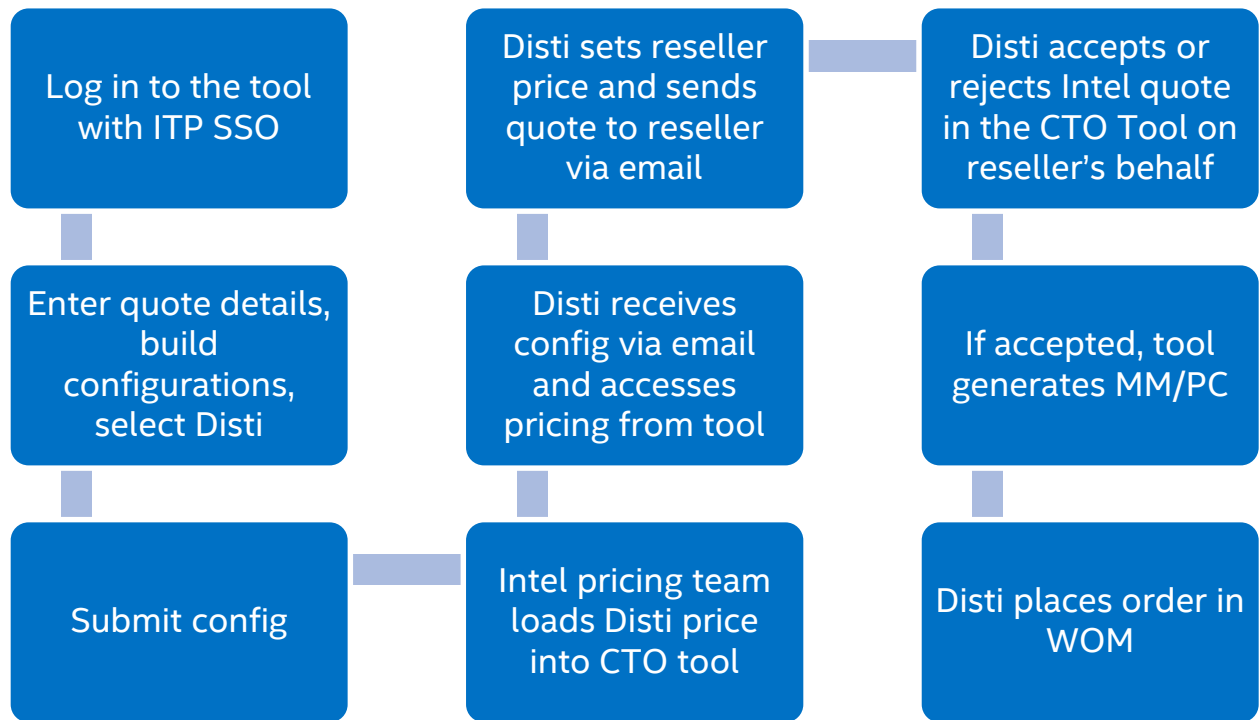 Log in to the tool
with ITP SSO
Enter quote details,
build
configurations,
select Disti
Submit config
Intel pricing team
loads Disti price
into CTO tool
Disti receives
config via email
and accesses
pricing from tool
Disti sets reseller
price and sends
quote to reseller
via email
Disti accepts or
rejects Intel quote
in the CTO Tool on
reseller’s behalf
If accepted, tool
generates MM/PC
Disti places order in
WOM